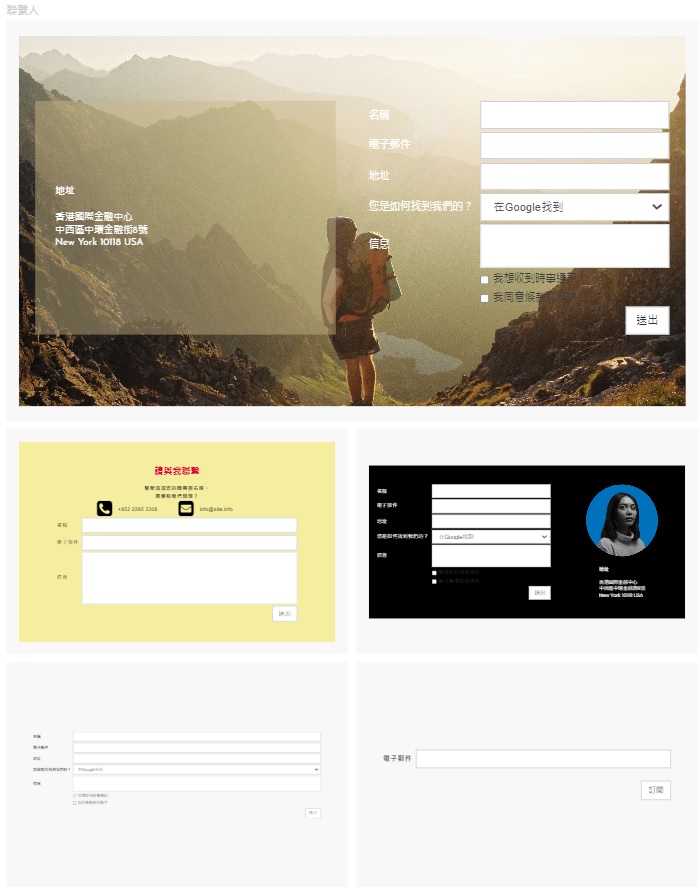 聯繫人
名稱
電子郵件
地址
您是如何找到我們的？
在Google找到
信息
我想收到時事通訊
我同意條款
送出
地址
香港國際金融中心
中西區中環金融街8號
New York 10118 USA
請與我聯繫
+852 2295 3308
info@site.info
名稱
電子郵件
信息
送出
名稱
電子郵件
地址
您是如何找到我們的？
在Google找到
信息
送出
地址
香港國際金融中心
中西區中環金融街8號
New York 10118 USA
名稱
電子郵件
地址
您是如何找到我們的？
在Google找到
信息
送出
電子郵件
訂閱